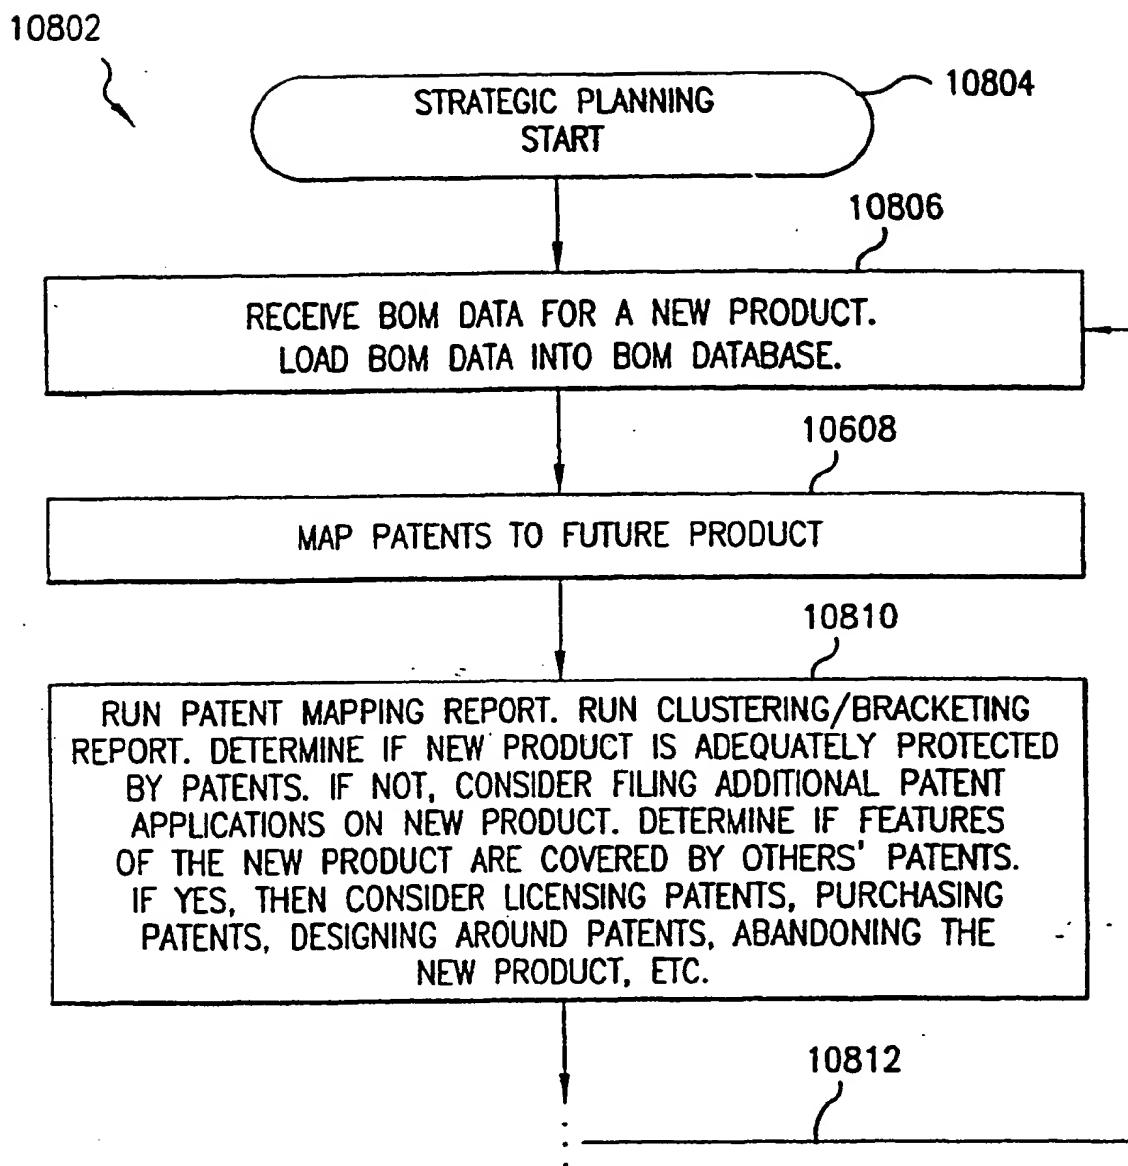 10802
10804
STRATEGIC PLANNING
START
10806
RECEIVE BOM DATA FOR A NEW PRODUCT.
LOAD BOM DATA INTO BOM DATABASE.
10608
MAP PATENTS TO FUTURE PRODUCT
10810
RUN PATENT MAPPING REPORT. RUN CLUSTERING/BRACKETING
REPORT. DETERMINE IF NEW PRODUCT IS ADEQUATELY PROTECTED
BY PATENTS. IF NOT, CONSIDER FILING ADDITIONAL PATENT
APPLICATIONS ON NEW PRODUCT. DETERMINE IF FEATURES
OF THE NEW PRODUCT ARE COVERED BY OTHERS' PATENTS.
IF YES, THEN CONSIDER LICENSING PATENTS, PURCHASING
PATENTS, DESIGNING AROUND PATENTS, ABANDONING THE
NEW PRODUCT, ETC.
10812